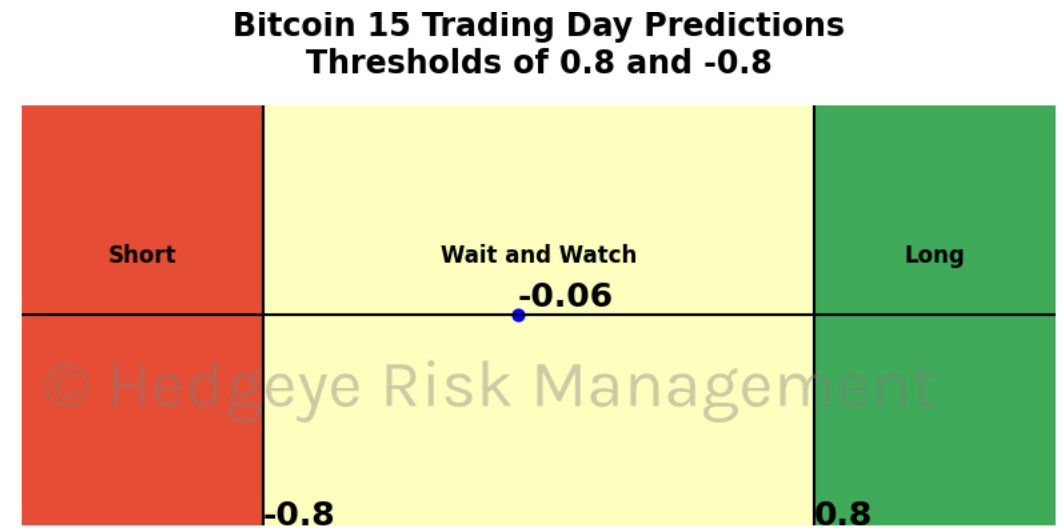 Bitcoin 15 Trading Day Predictions
Thresholds of 0.8 and -0.8
Short
Wait and Watch
Long
-0.06
© Hedgeye Risk Management
-0.8
0.8